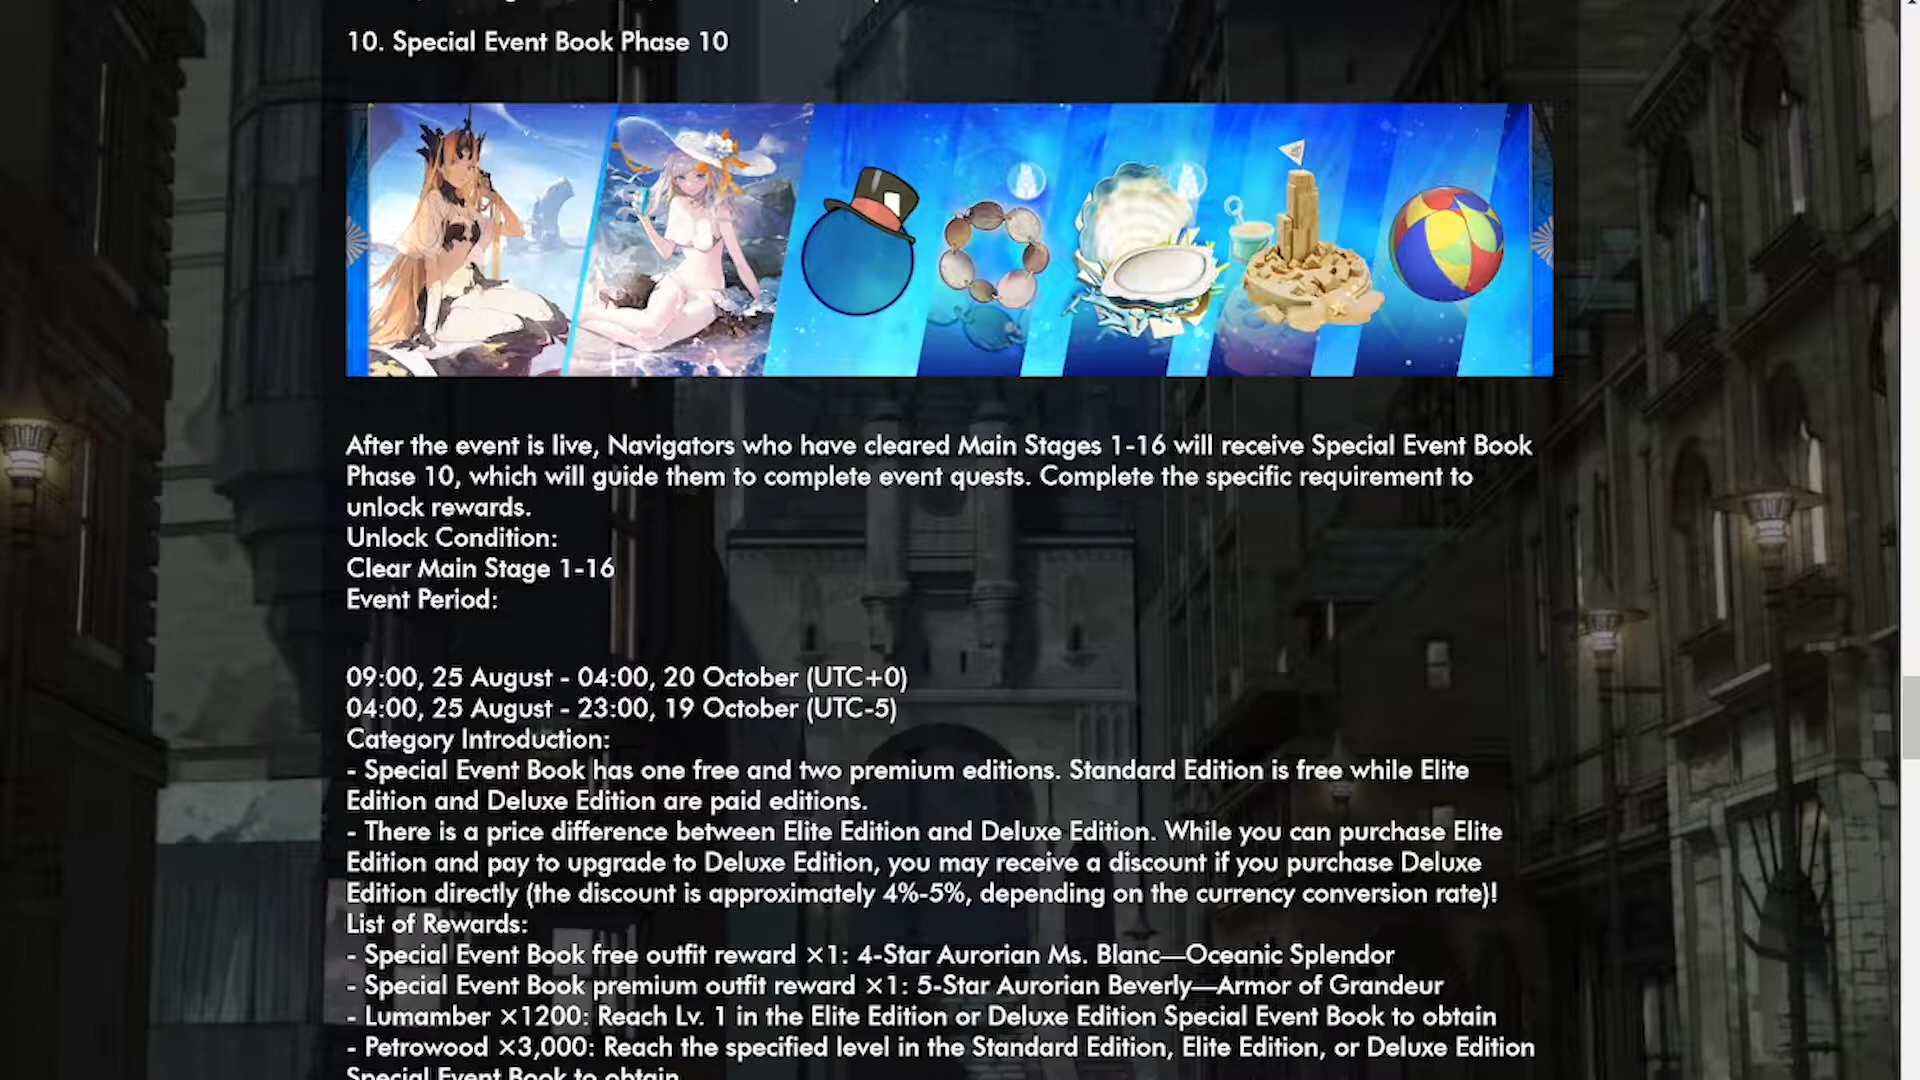 10. Special Event Book Phase 10
After the event is live, Navigators who have cleared Main Stages 1-16 will receive Special Event Book
Phase 10, which will guide them to complete event quests. Complete the specific requirement to
unlock rewards.
Unlock Condition:
Clear Main Stage 1-16
Event Period:
09:00, 25 August - 04:00, 20 October (UTC+0)
04:00, 25 August - 23:00, 19 October (UTC-5)
Category Introduction:
- Special Event Book has one free and two premium editions. Standard Edition is free while Elite
Edition and Deluxe Edition are paid editions.
- There is a price difference between Elite Edition and Deluxe Edition. While you can purchase Elite
Edition and pay to upgrade to Deluxe Edition, you may receive a discount if you purchase Deluxe
Edition directly (the discount is approximately 4%-5%, depending on the currency conversion rate)!
List of Rewards:
- Special Event Book free outfit reward ×1: 4-Star Aurorian Ms. Blanc—Oceanic Splendor
- Special Event Book premium outfit reward ×1: 5-Star Aurorian Beverly—Armor of Grandeur
- Lumamber ×1200: Reach Lv. 1 in the Elite Edition or Deluxe Edition Special Event Book to obtain
- Petrowood ×3,000: Reach the specified level in the Standard Edition, Elite Edition, or Deluxe Edition
Special Event Book to obtain